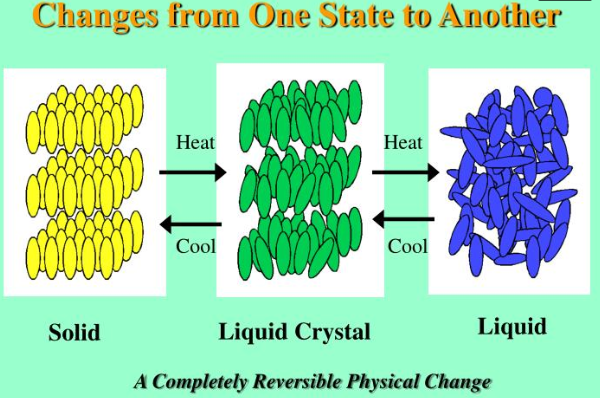 Changes from One State to Another
Heat
Heat
Cool
Cool
Solid
Liquid Crystal
Liquid
A Completely Reversible Physical Change